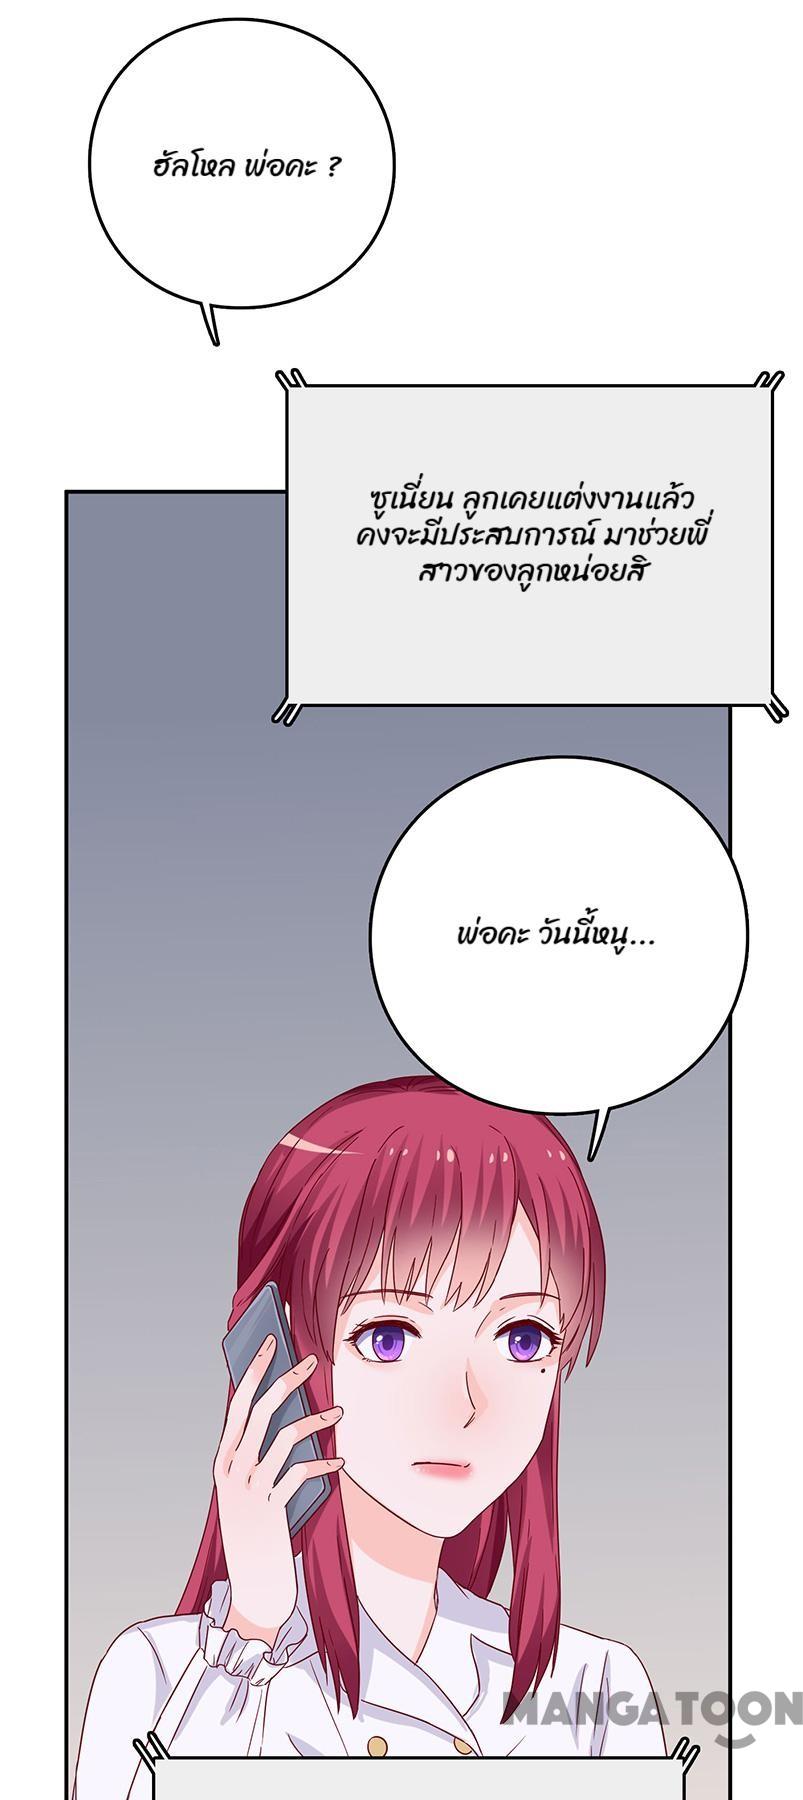 ฮัลโหล พ่อคะ ?
ซูเนี่ยน ลูกเคยแต่งงานแล้ว
คงจะมีประสบการณ์ มาช่วยพี่
สาวของลูกหน่อยสิ
พ่อคะ วันนี้หนู...
MANGATOON